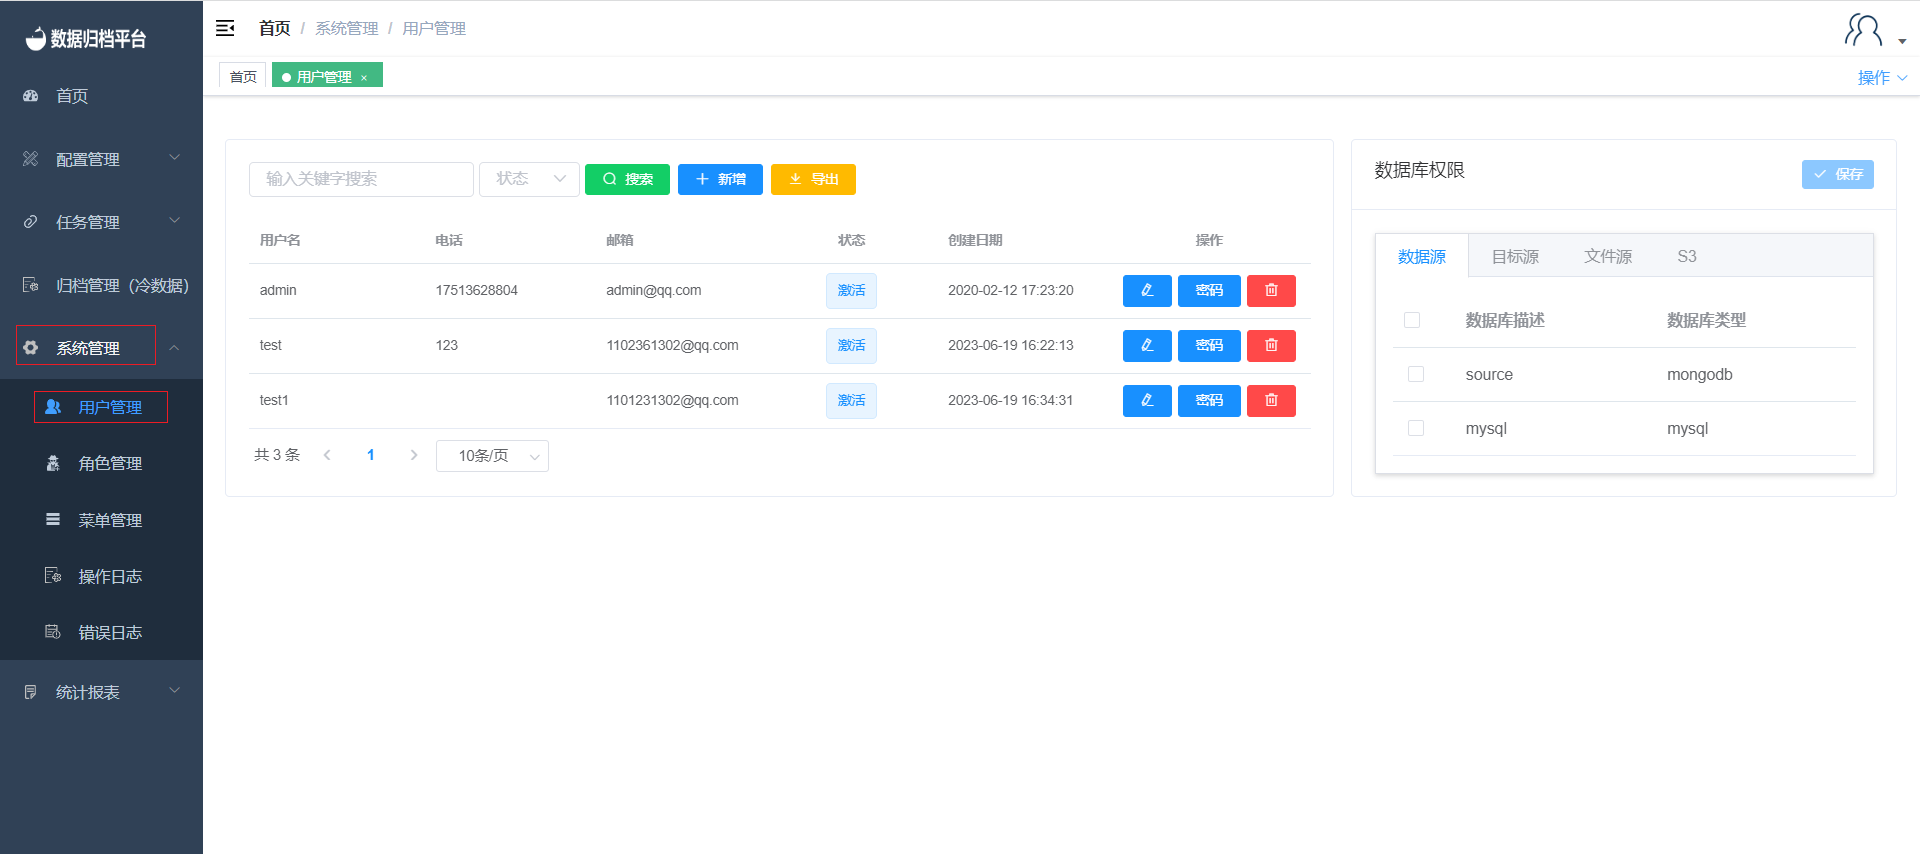 数据归档平台
首页
配置管理
任务管理
归档管理（冷数据）
系统管理
用户管理
角色管理
菜单管理
操作日志
错误日志
统计报表
首页 / 系统管理 / 用户管理
首页 用户管理 ×
操作
输入关键字搜索 状态 搜索 新增 导出
用户名 电话 邮箱 状态 创建日期 操作
admin 17513628804 admin@qq.com 激活 2020-02-12 17:23:20 密码
test 123 1102361302@qq.com 激活 2023-06-19 16:22:13 密码
test1 1101231302@qq.com 激活 2023-06-19 16:34:31 密码
共 3 条 1 10条/页
数据库权限 保存
数据源 目标源 文件源 S3
数据库描述 数据库类型
source mongodb
mysql mysql